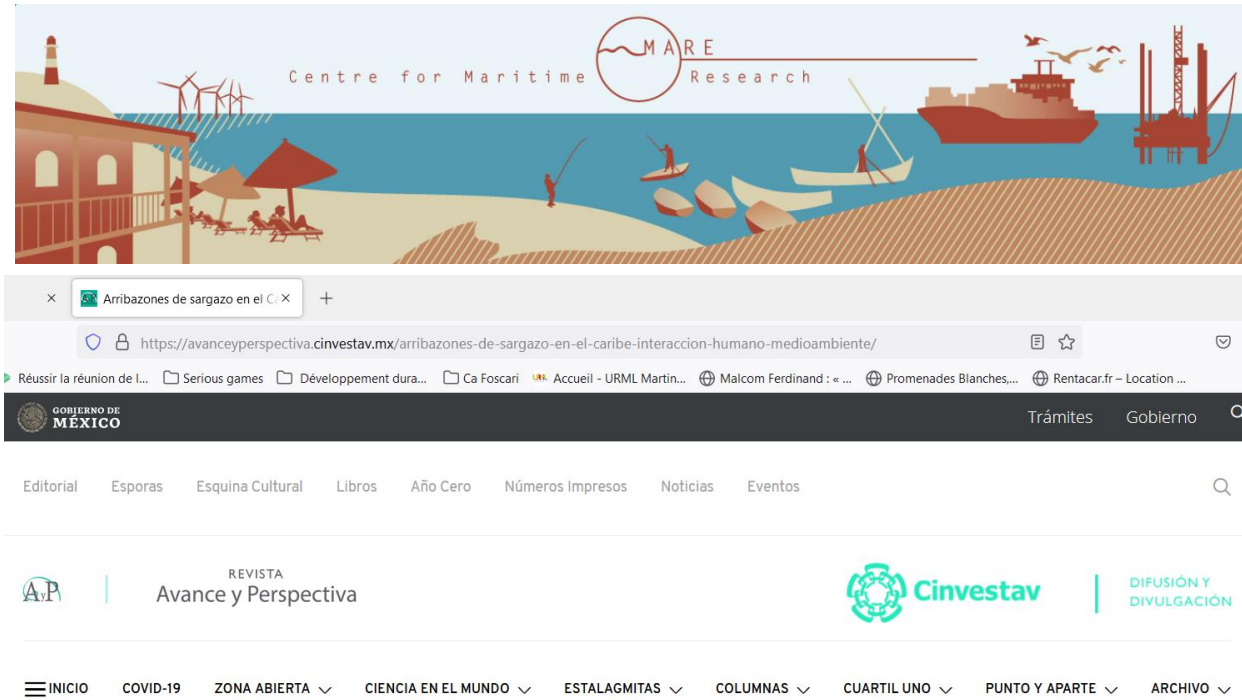 MARE
Centre for Maritime Research
Arribazones de sargazo en el C
https://avanceyperspectiva.cinvestav.mx/arribazones-de-sargazo-en-el-caribe-interaccion-humano-medioambiente/
Réussir la réunion de l... Serious games Développement dura... Ca Foscari URML Accueil - URML Martin... Malcom Ferdinand : « ... Promenades Blanches,... Rentacar.fr – Location ...
GOBIERNO DE
MÉXICO
Trámites Gobierno
Editorial Esporas Esquina Cultural Libros Año Cero Números Impresos Noticias Eventos
AyP
REVISTA
Avance y Perspectiva
Cinvestav
DIFUSIÓN Y
DIVULGACIÓN
INICIO COVID-19 ZONA ABIERTA CIENCIA EN EL MUNDO ESTALAGMITAS COLUMNAS CUARTIL UNO PUNTO Y APARTE ARCHIVO